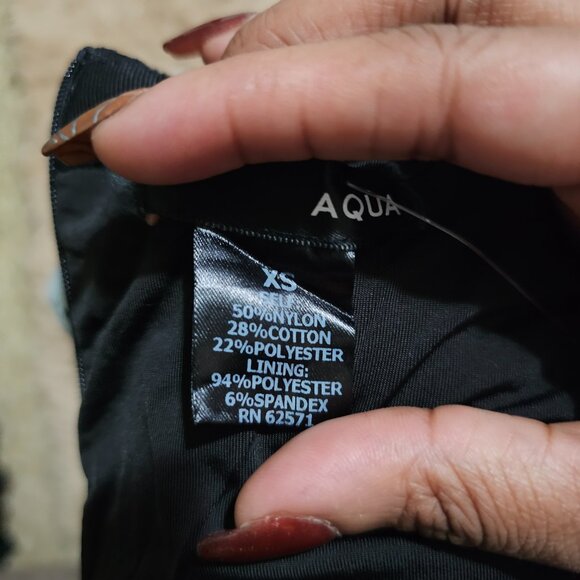 AQUA
XS
SELF:
50%NYLON
28%COTTON
22%POLYESTER
LINING:
94%POLYESTER
6%SPANDEX
RN 62571